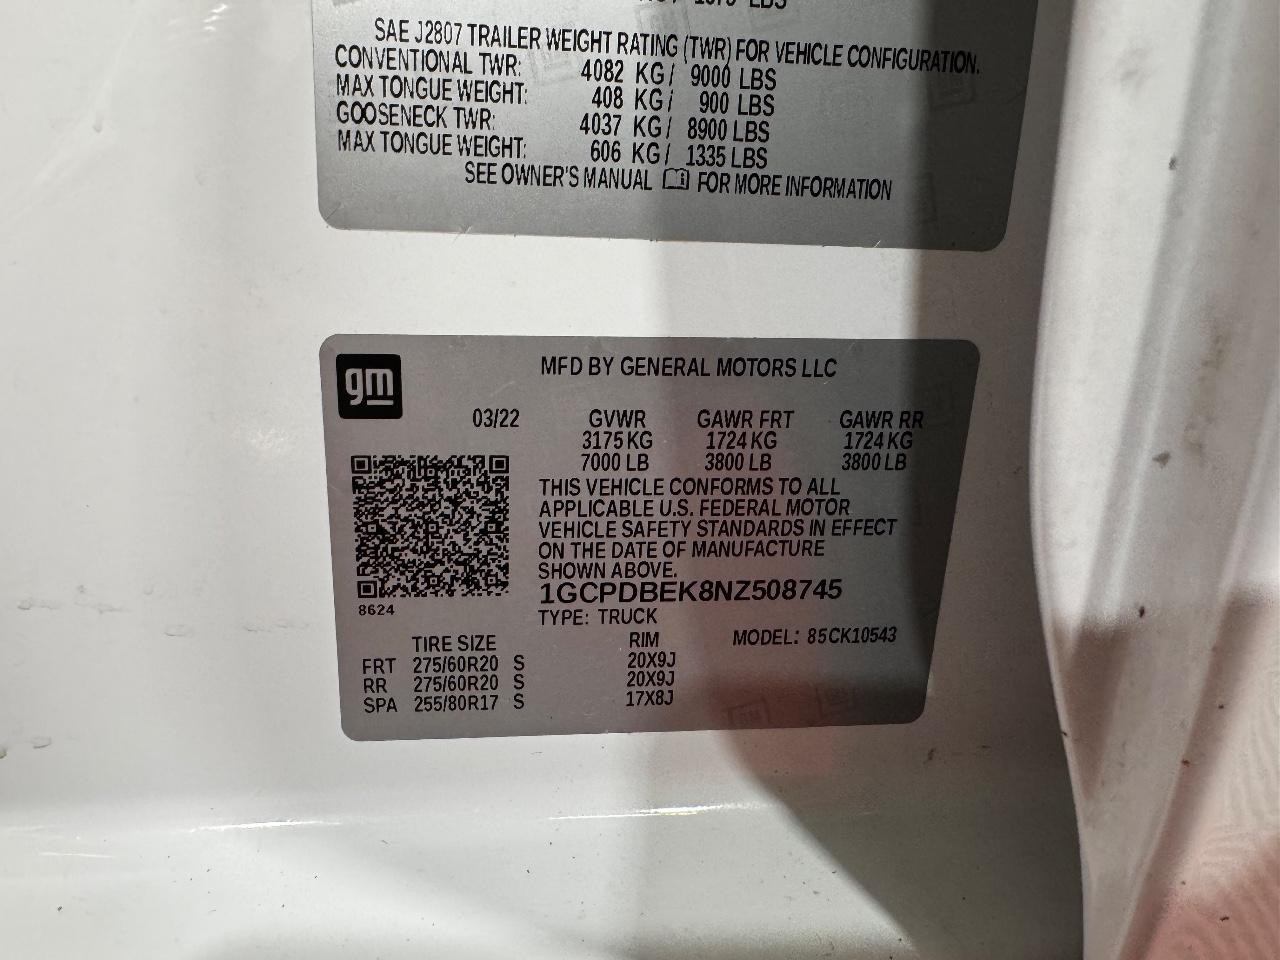 SAE J2807 TRAILER WEIGHT RATING (TWR) FOR VEHICLE CONFIGURATION.
CONVENTIONAL TWR: 4082 KG/ 9000 LBS
MAX TONGUE WEIGHT: 408 KG/ 900 LBS
GOOSENECK TWR: 4037 KG/ 8900 LBS
MAX TONGUE WEIGHT: 606 KG/ 1335 LBS
SEE OWNER'S MANUAL FOR MORE INFORMATION
gm
MFD BY GENERAL MOTORS LLC
03/22 GVWR GAWR FRT GAWR RR
3175 KG 1724 KG 1724 KG
7000 LB 3800 LB 3800 LB
THIS VEHICLE CONFORMS TO ALL
APPLICABLE U.S. FEDERAL MOTOR
VEHICLE SAFETY STANDARDS IN EFFECT
ON THE DATE OF MANUFACTURE
SHOWN ABOVE.
1GCPDBEK8NZ508745
8624
TYPE: TRUCK
MODEL: 85CK10543
TIRE SIZE RIM
FRT 275/60R20 S 20X9J
RR 275/60R20 S 20X9J
SPA 255/80R17 S 17X8J